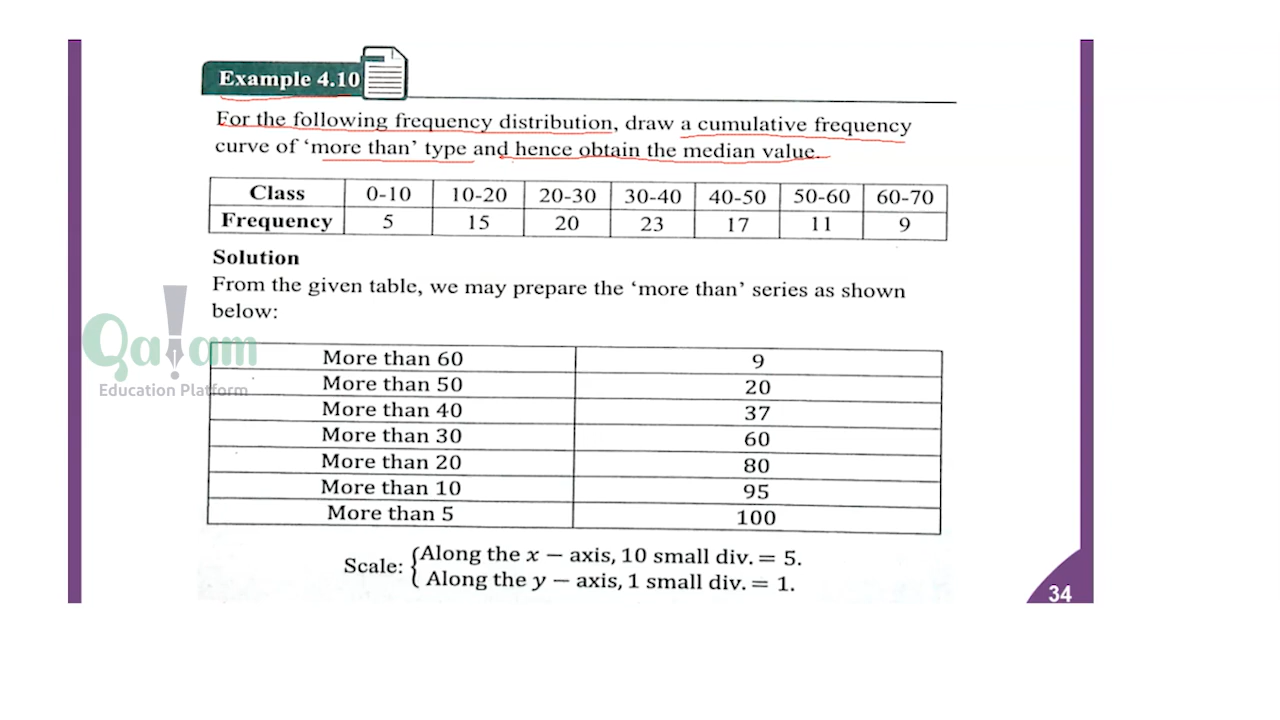 Example 4.10
For the following frequency distribution, draw a cumulative frequency
curve of ‘more than’ type and hence obtain the median value.
Class 0-10 10-20 20-30 30-40 40-50 50-60 60-70
Frequency 5 15 20 23 17 11 9
Solution
From the given table, we may prepare the ‘more than’ series as shown
below:
Qalam
Education Platform
More than 60 9
More than 50 20
More than 40 37
More than 30 60
More than 20 80
More than 10 95
More than 5 100
Scale: {Along the x − axis, 10 small div. = 5.
Along the y − axis, 1 small div. = 1.
34